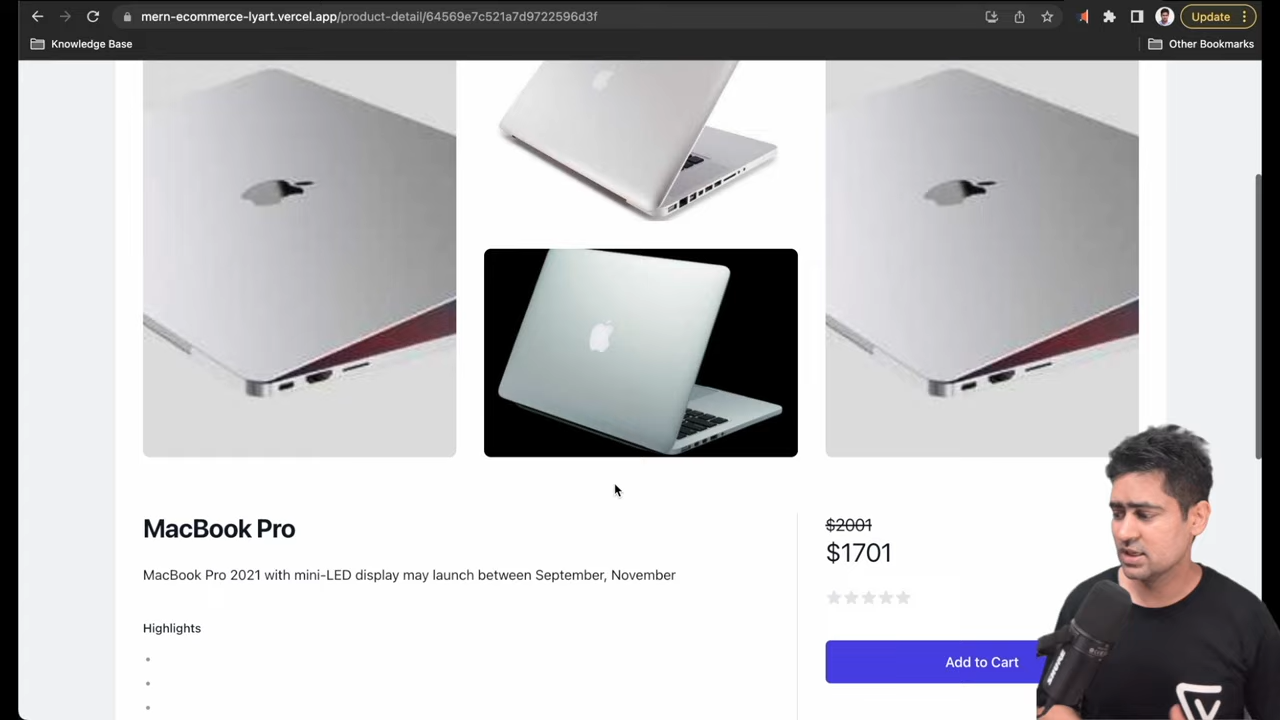 mern-ecommerce-lyart.vercel.app/product-detail/64569e7c521a7d9722596d3f
Update
Knowledge Base
Other Bookmarks
MacBook Pro
$2001
$1701
MacBook Pro 2021 with mini-LED display may launch between September, November
Highlights
Add to Cart